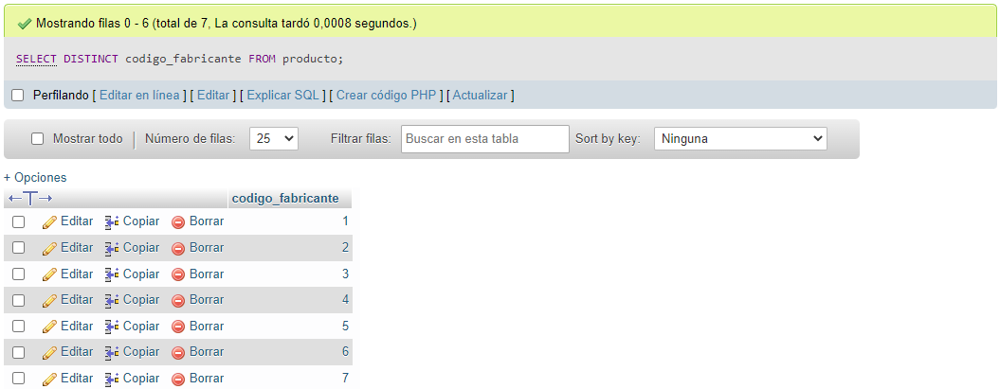 Mostrando filas 0 - 6 (total de 7, La consulta tardó 0,0008 segundos.)
SELECT DISTINCT codigo_fabricante FROM producto;
Perfilando [ Editar en línea ] [ Editar ] [ Explicar SQL ] [ Crear código PHP ] [ Actualizar ]
Mostrar todo Número de filas: 25 Filtrar filas: Buscar en esta tabla Sort by key: Ninguna
+ Opciones
←T→ codigo_fabricante
Editar Copiar Borrar 1
Editar Copiar Borrar 2
Editar Copiar Borrar 3
Editar Copiar Borrar 4
Editar Copiar Borrar 5
Editar Copiar Borrar 6
Editar Copiar Borrar 7